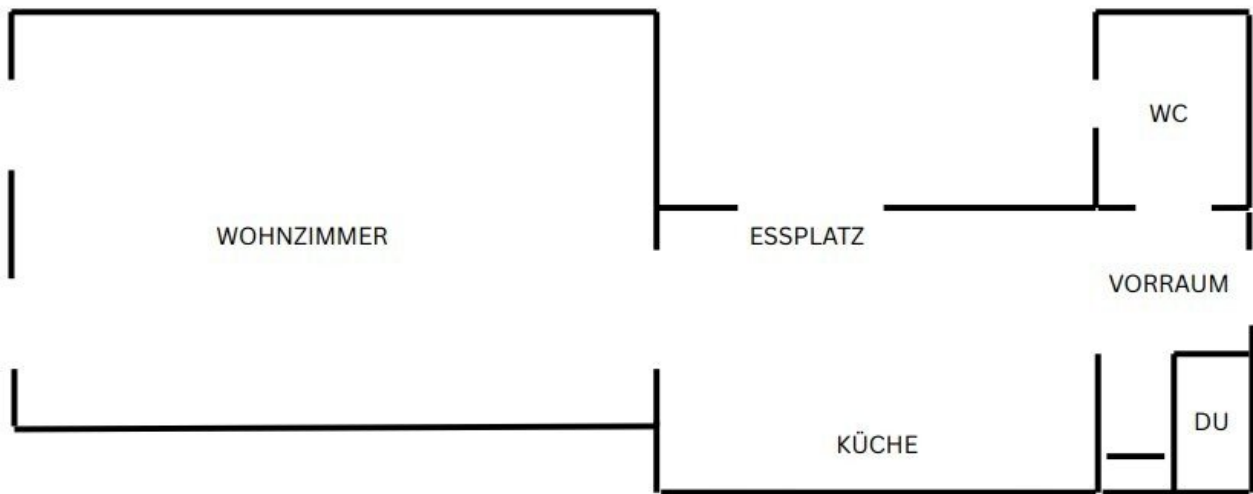 WC
WOHNZIMMER
ESSPLATZ
VORRAUM
DU
KÜCHE